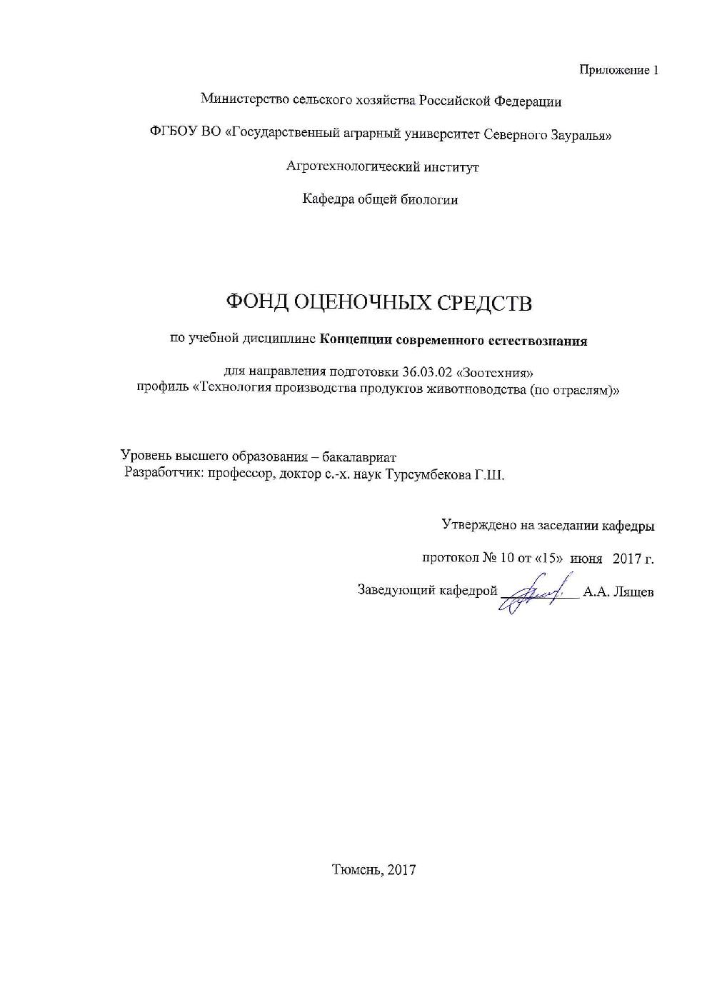 Приложение 1
Министерство сельского хозяйства Российской Федерации
ФГБОУ ВО «Государственный аграрный университет Северного Зауралья»
Агротехнологический институт
Кафедра общей биологии
ФОНД ОЦЕНОЧНЫХ СРЕДСТВ
по учебной дисциплине Концепции современного естествознания
для направления подготовки 36.03.02 «Зоотехния»
профиль «Технология производства продуктов животноводства (по отраслям)»
Уровень высшего образования – бакалавриат
Разработчик: профессор, доктор с.-х. наук Турсумбекова Г.Ш.
Утверждено на заседании кафедры
протокол № 10 от «15» июня 2017 г.
Заведующий кафедрой ____________ А.А. Лящев
Тюмень, 2017